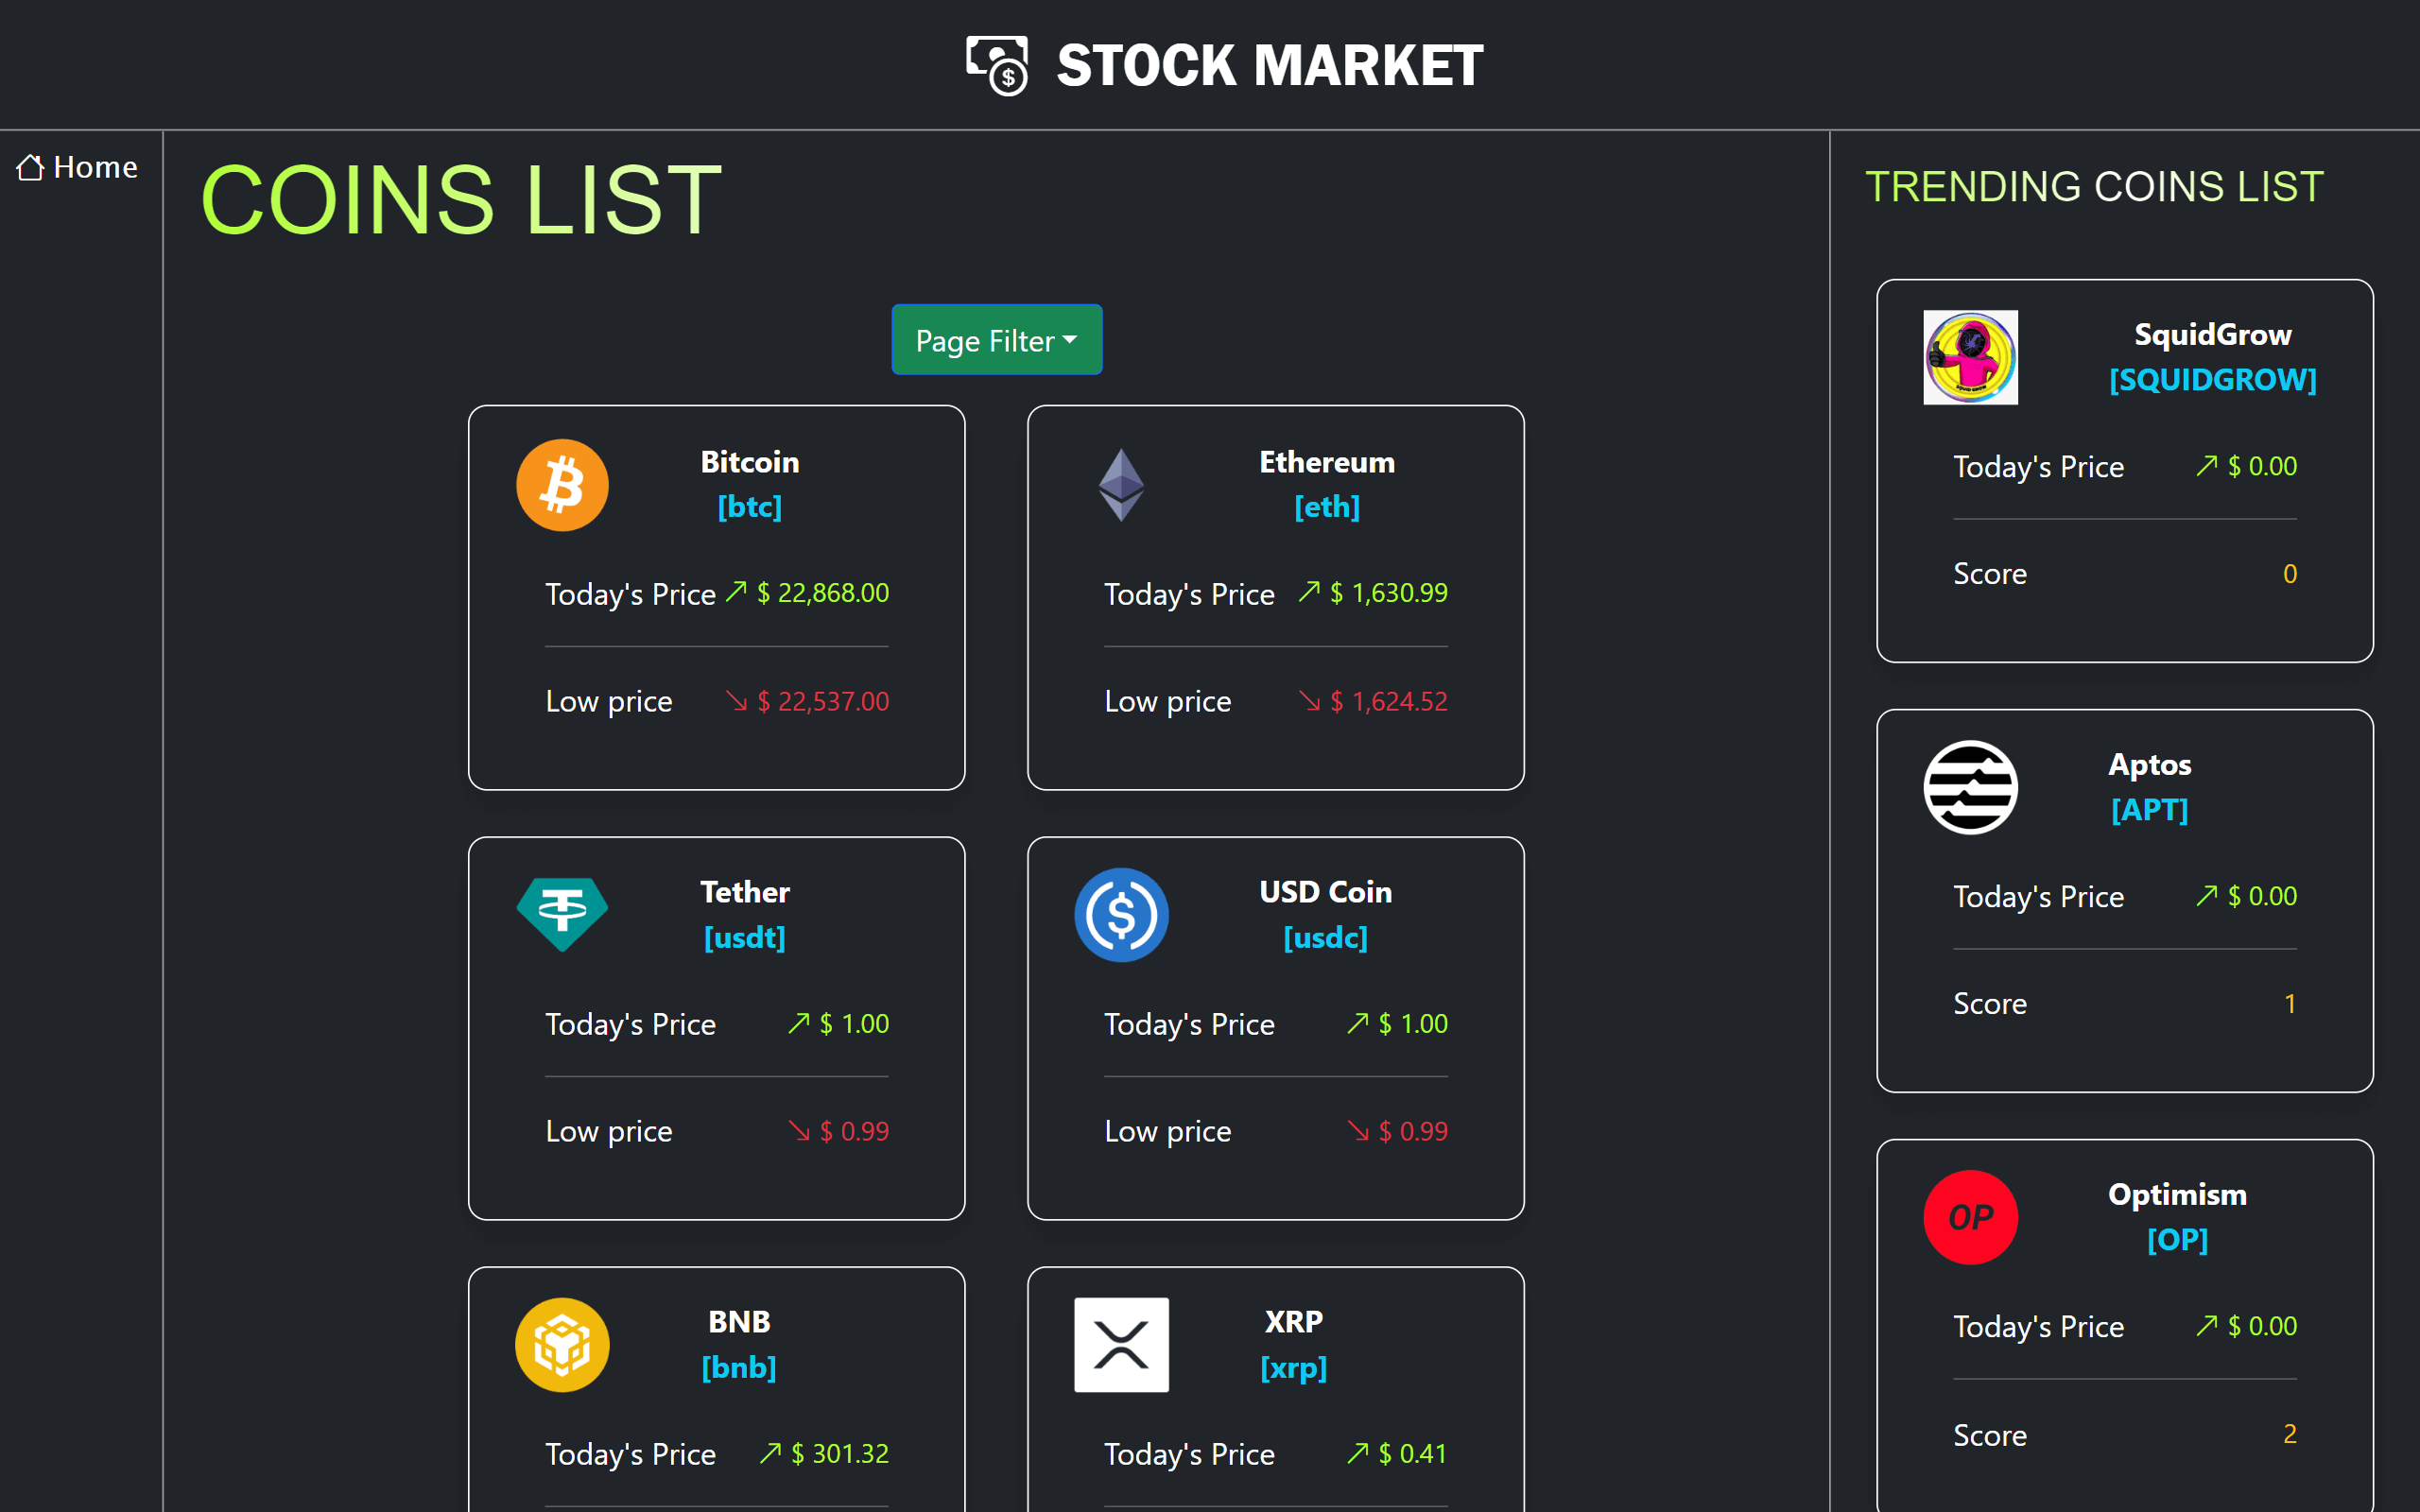 STOCK MARKET
Home
COINS LIST
Page Filter
Bitcoin
[btc]
Today's Price $ 22,868.00
Low price $ 22,537.00
Ethereum
[eth]
Today's Price $ 1,630.99
Low price $ 1,624.52
Tether
[usdt]
Today's Price $ 1.00
Low price $ 0.99
USD Coin
[usdc]
Today's Price $ 1.00
Low price $ 0.99
BNB
[bnb]
Today's Price $ 301.32
XRP
[xrp]
Today's Price $ 0.41
TRENDING COINS LIST
SquidGrow
[SQUIDGROW]
Today's Price $ 0.00
Score 0
Aptos
[APT]
Today's Price $ 0.00
Score 1
OP
Optimism
[OP]
Today's Price $ 0.00
Score 2